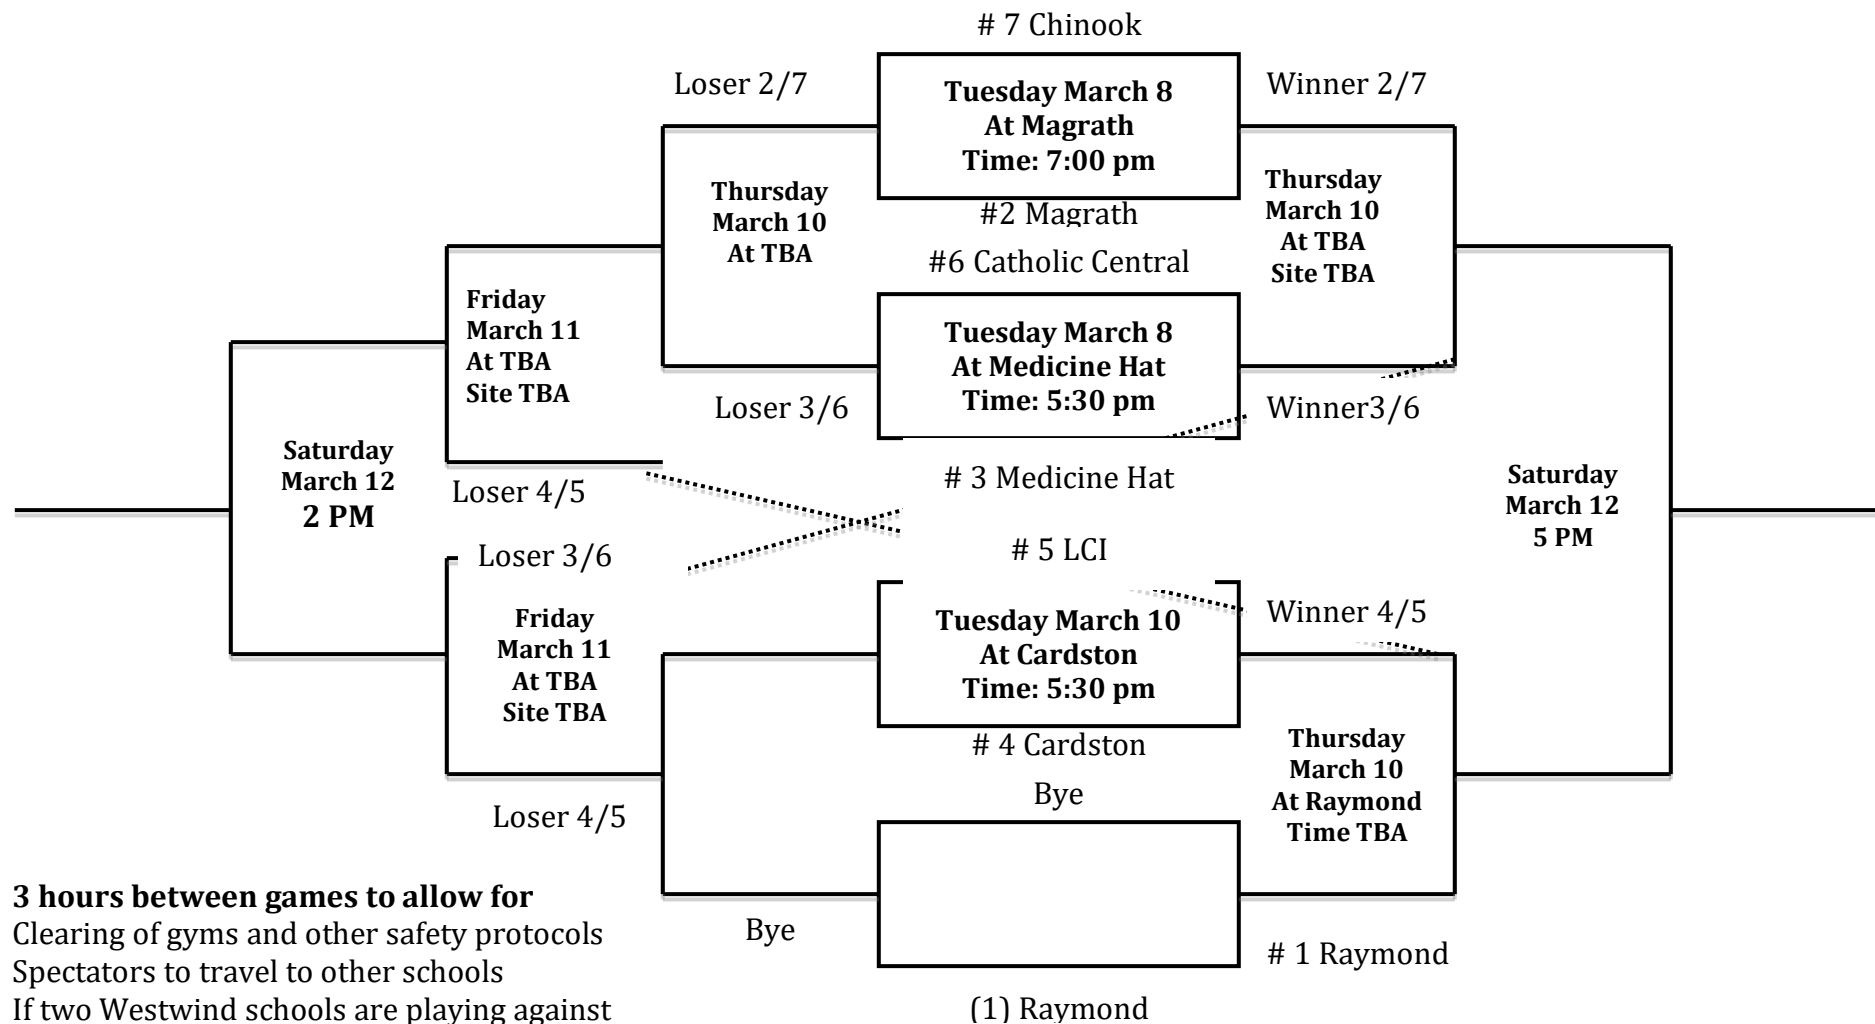 # 7 Chinook
Loser 2/7
Tuesday March 8
At Magrath
Time: 7:00 pm
Winner 2/7
Thursday
March 10
At TBA
#2 Magrath
Thursday
March 10
At TBA
Site TBA
#6 Catholic Central
Friday
March 11
At TBA
Site TBA
Tuesday March 8
At Medicine Hat
Time: 5:30 pm
Loser 3/6
Winner3/6
Saturday
March 12
2 PM
Loser 4/5
# 3 Medicine Hat
Saturday
March 12
5 PM
Loser 3/6
# 5 LCI
Friday
March 11
At TBA
Site TBA
Tuesday March 10
At Cardston
Time: 5:30 pm
Winner 4/5
# 4 Cardston
Thursday
March 10
At Raymond
Time TBA
Loser 4/5
Bye
Bye
# 1 Raymond
(1) Raymond
3 hours between games to allow for
Clearing of gyms and other safety protocols
Spectators to travel to other schools
If two Westwind schools are playing against